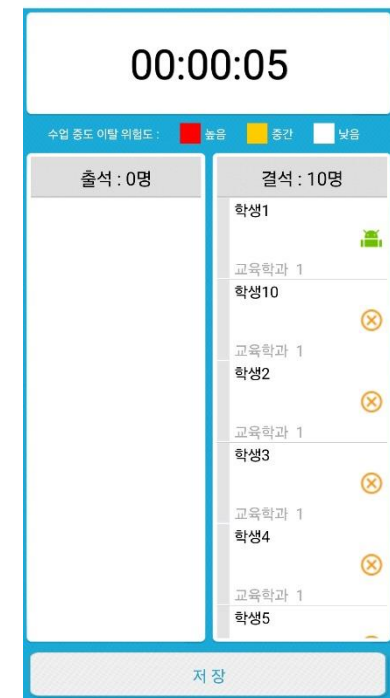 00:00:05
수업 중도 이탈 위험도 : 높음 중간 낮음
출석 : 0명
결석 : 10명
학생1
교육학과 1
학생10
교육학과 1
학생2
교육학과 1
학생3
교육학과 1
학생4
교육학과 1
학생5
저 장